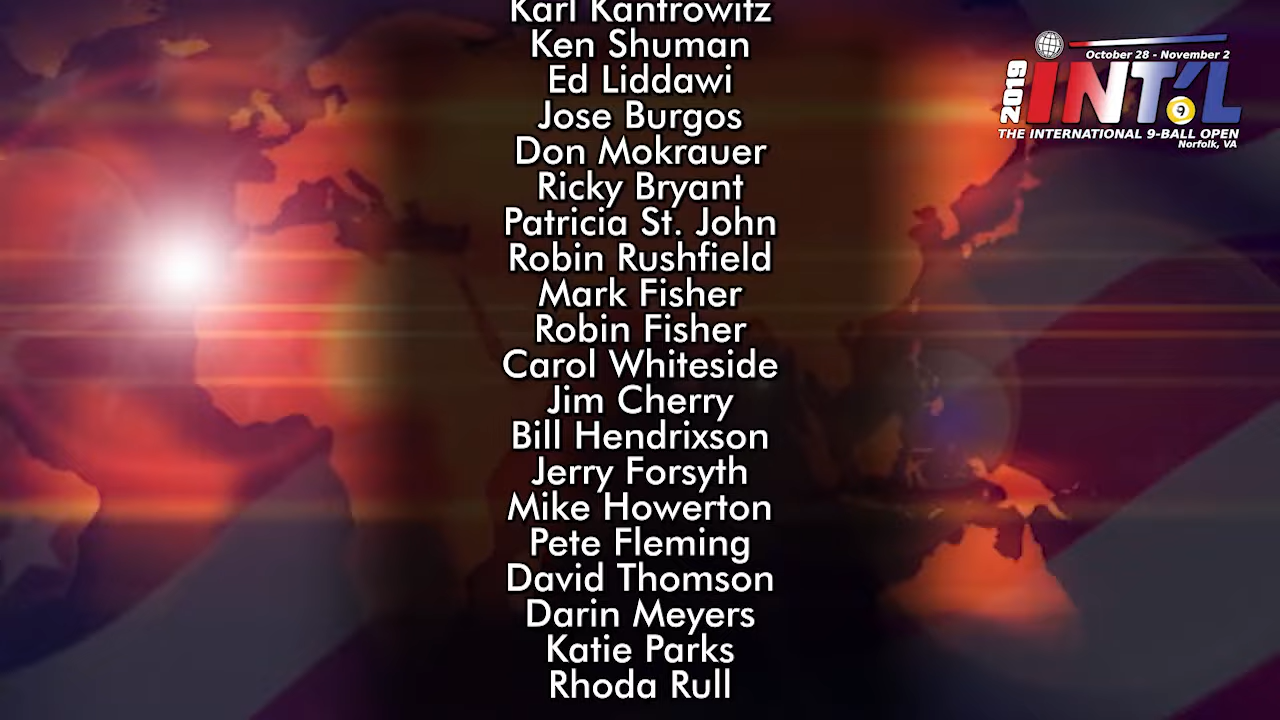 Karl Kantrowitz
Ken Shuman
Ed Liddawi
Jose Burgos
Don Mokrauer
Ricky Bryant
Patricia St. John
Robin Rushfield
Mark Fisher
Robin Fisher
Carol Whiteside
Jim Cherry
Bill Hendrixson
Jerry Forsyth
Mike Howerton
Pete Fleming
David Thomson
Darin Meyers
Katie Parks
Rhoda Rull
October 28 - November 2
2019
INT'L
9
THE INTERNATIONAL 9-BALL OPEN
Norfolk, VA